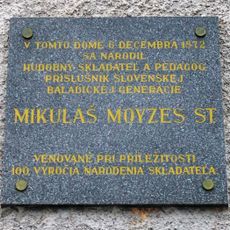 V TOMTO DOME 6. DECEMBRA 1872
SA NARODIL
HUDOBNÝ SKLADATEĽ A PEDAGÓG
PRÍSLUŠNÍK SLOVENSKEJ
BALADICKEJ GENERÁCIE
MIKULÁŠ MOYZES ST.
VENOVANÉ PRI PRÍLEŽITOSTI
100. VÝROČIA NARODENIA SKLADATEĽA.